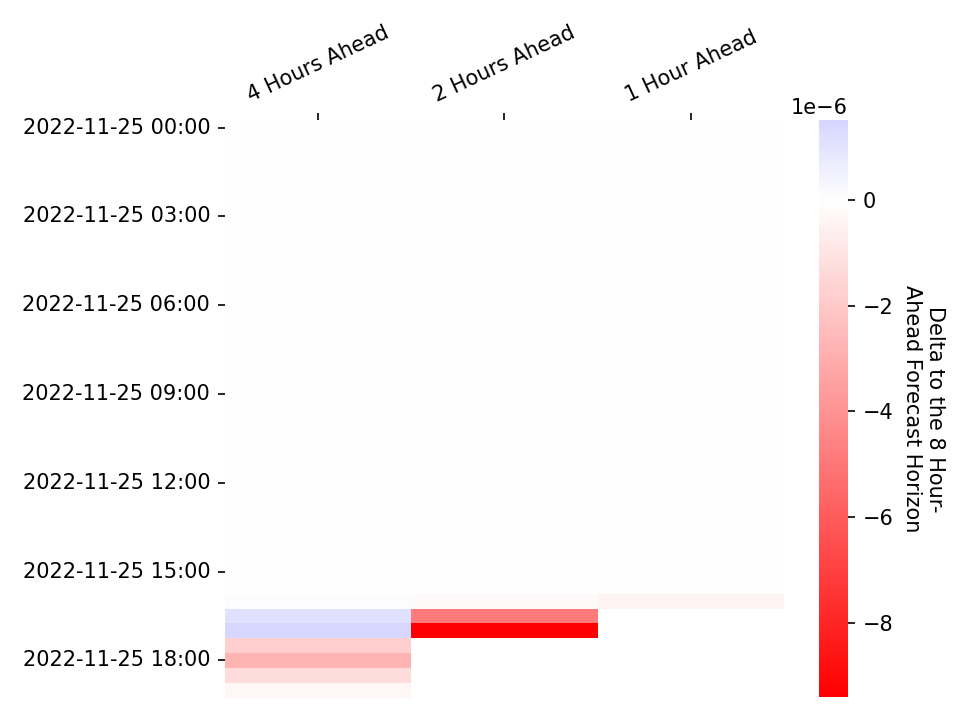 4 Hours Ahead
2 Hours Ahead
1 Hour Ahead
1e−6
2022-11-25 00:00
2022-11-25 03:00
2022-11-25 06:00
2022-11-25 09:00
2022-11-25 12:00
2022-11-25 15:00
2022-11-25 18:00
0
−2
−4
−6
−8
Delta to the 8 Hour-
Ahead Forecast Horizon